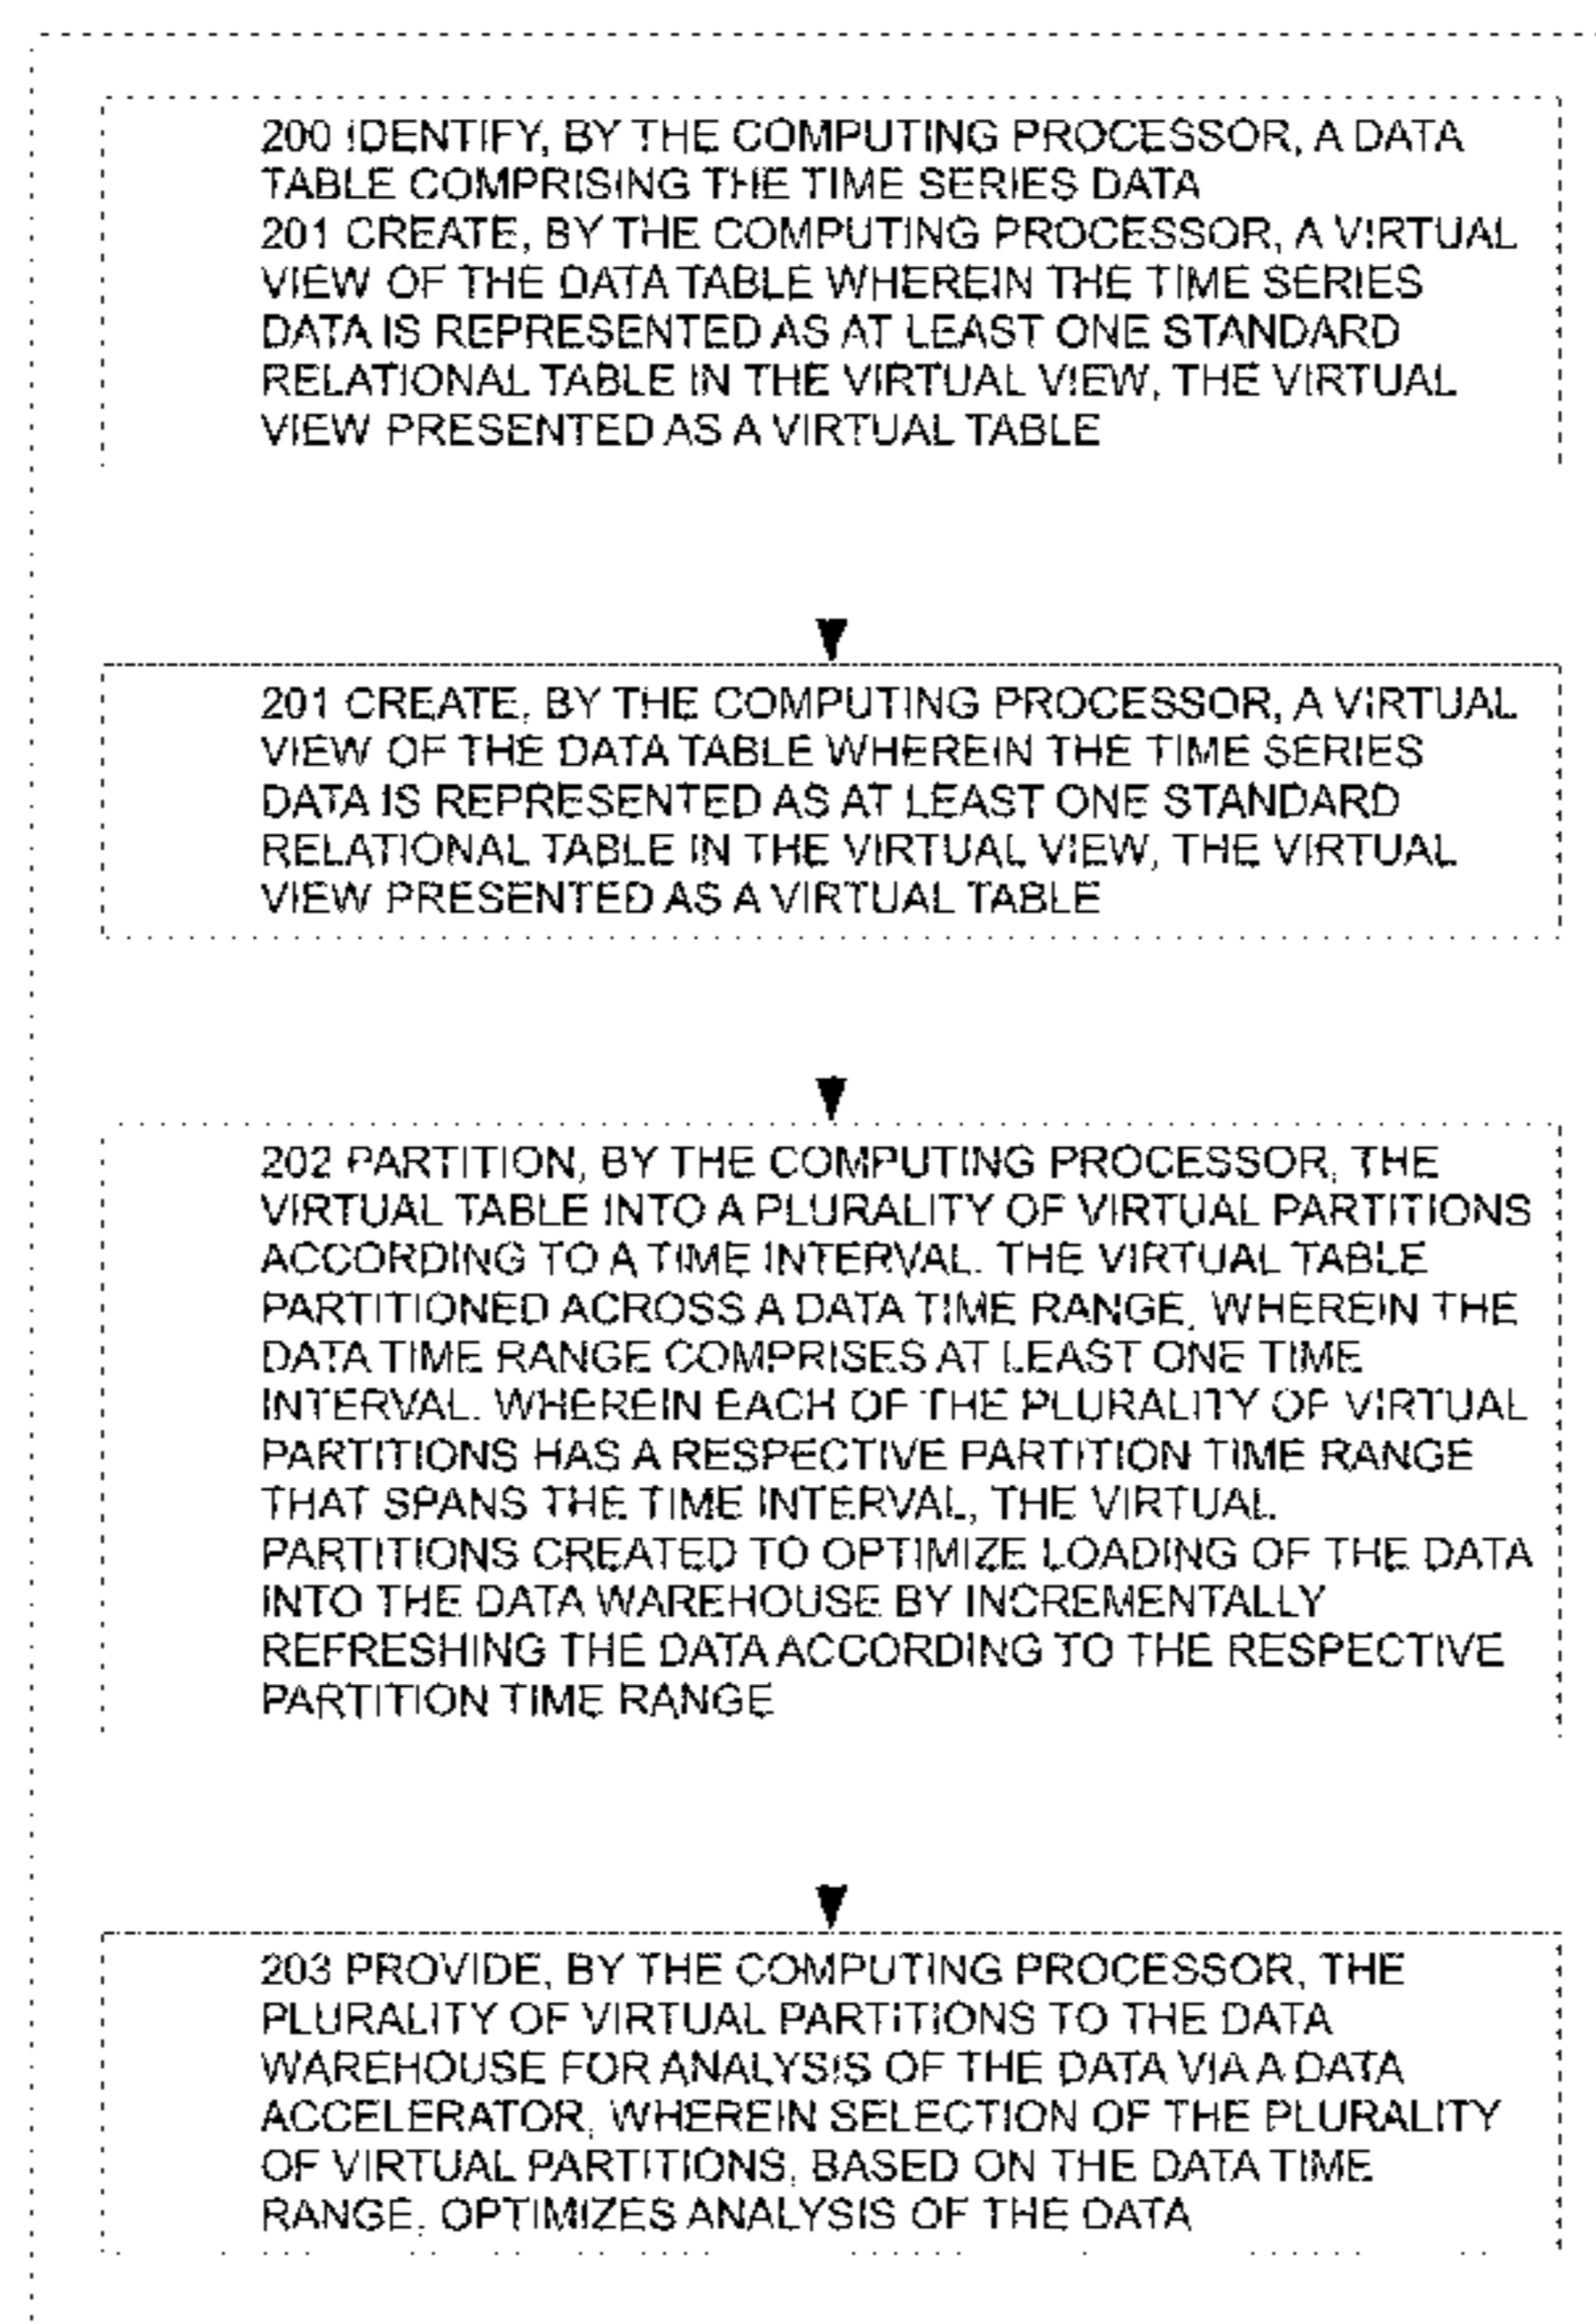 200 IDENTIFY, BY THE COMPUTING PROCESSOR, A DATA
TABLE COMPRISING THE TIME SERIES DATA
201 CREATE, BY THE COMPUTING PROCESSOR, A VIRTUAL
VIEW OF THE DATA TABLE WHEREIN THE TIME SERIES
DATA IS REPRESENTED AS AT LEAST ONE STANDARD
RELATIONAL TABLE IN THE VIRTUAL VIEW, THE VIRTUAL
VIEW PRESENTED AS A VIRTUAL TABLE
201 CREATE, BY THE COMPUTING PROCESSOR, A VIRTUAL
VIEW OF THE DATA TABLE WHEREIN THE TIME SERIES
DATA IS REPRESENTED AS AT LEAST ONE STANDARD
RELATIONAL TABLE IN THE VIRTUAL VIEW, THE VIRTUAL
VIEW PRESENTED AS A VIRTUAL TABLE
202 PARTITION, BY THE COMPUTING PROCESSOR, THE
VIRTUAL TABLE INTO A PLURALITY OF VIRTUAL PARTITIONS
ACCORDING TO A TIME INTERVAL. THE VIRTUAL TABLE
PARTITIONED ACROSS A DATA TIME RANGE, WHEREIN THE
DATA TIME RANGE COMPRISES AT LEAST ONE TIME
INTERVAL. WHEREIN EACH OF THE PLURALITY OF VIRTUAL
PARTITIONS HAS A RESPECTIVE PARTITION TIME RANGE
THAT SPANS THE TIME INTERVAL, THE VIRTUAL
PARTITIONS CREATED TO OPTIMIZE LOADING OF THE DATA
INTO THE DATA WAREHOUSE BY INCREMENTALLY
REFRESHING THE DATA ACCORDING TO THE RESPECTIVE
PARTITION TIME RANGE
203 PROVIDE, BY THE COMPUTING PROCESSOR, THE
PLURALITY OF VIRTUAL PARTITIONS TO THE DATA
WAREHOUSE FOR ANALYSIS OF THE DATA VIA A DATA
ACCELERATOR, WHEREIN SELECTION OF THE PLURALITY
OF VIRTUAL PARTITIONS, BASED ON THE DATA TIME
RANGE, OPTIMIZES ANALYSIS OF THE DATA